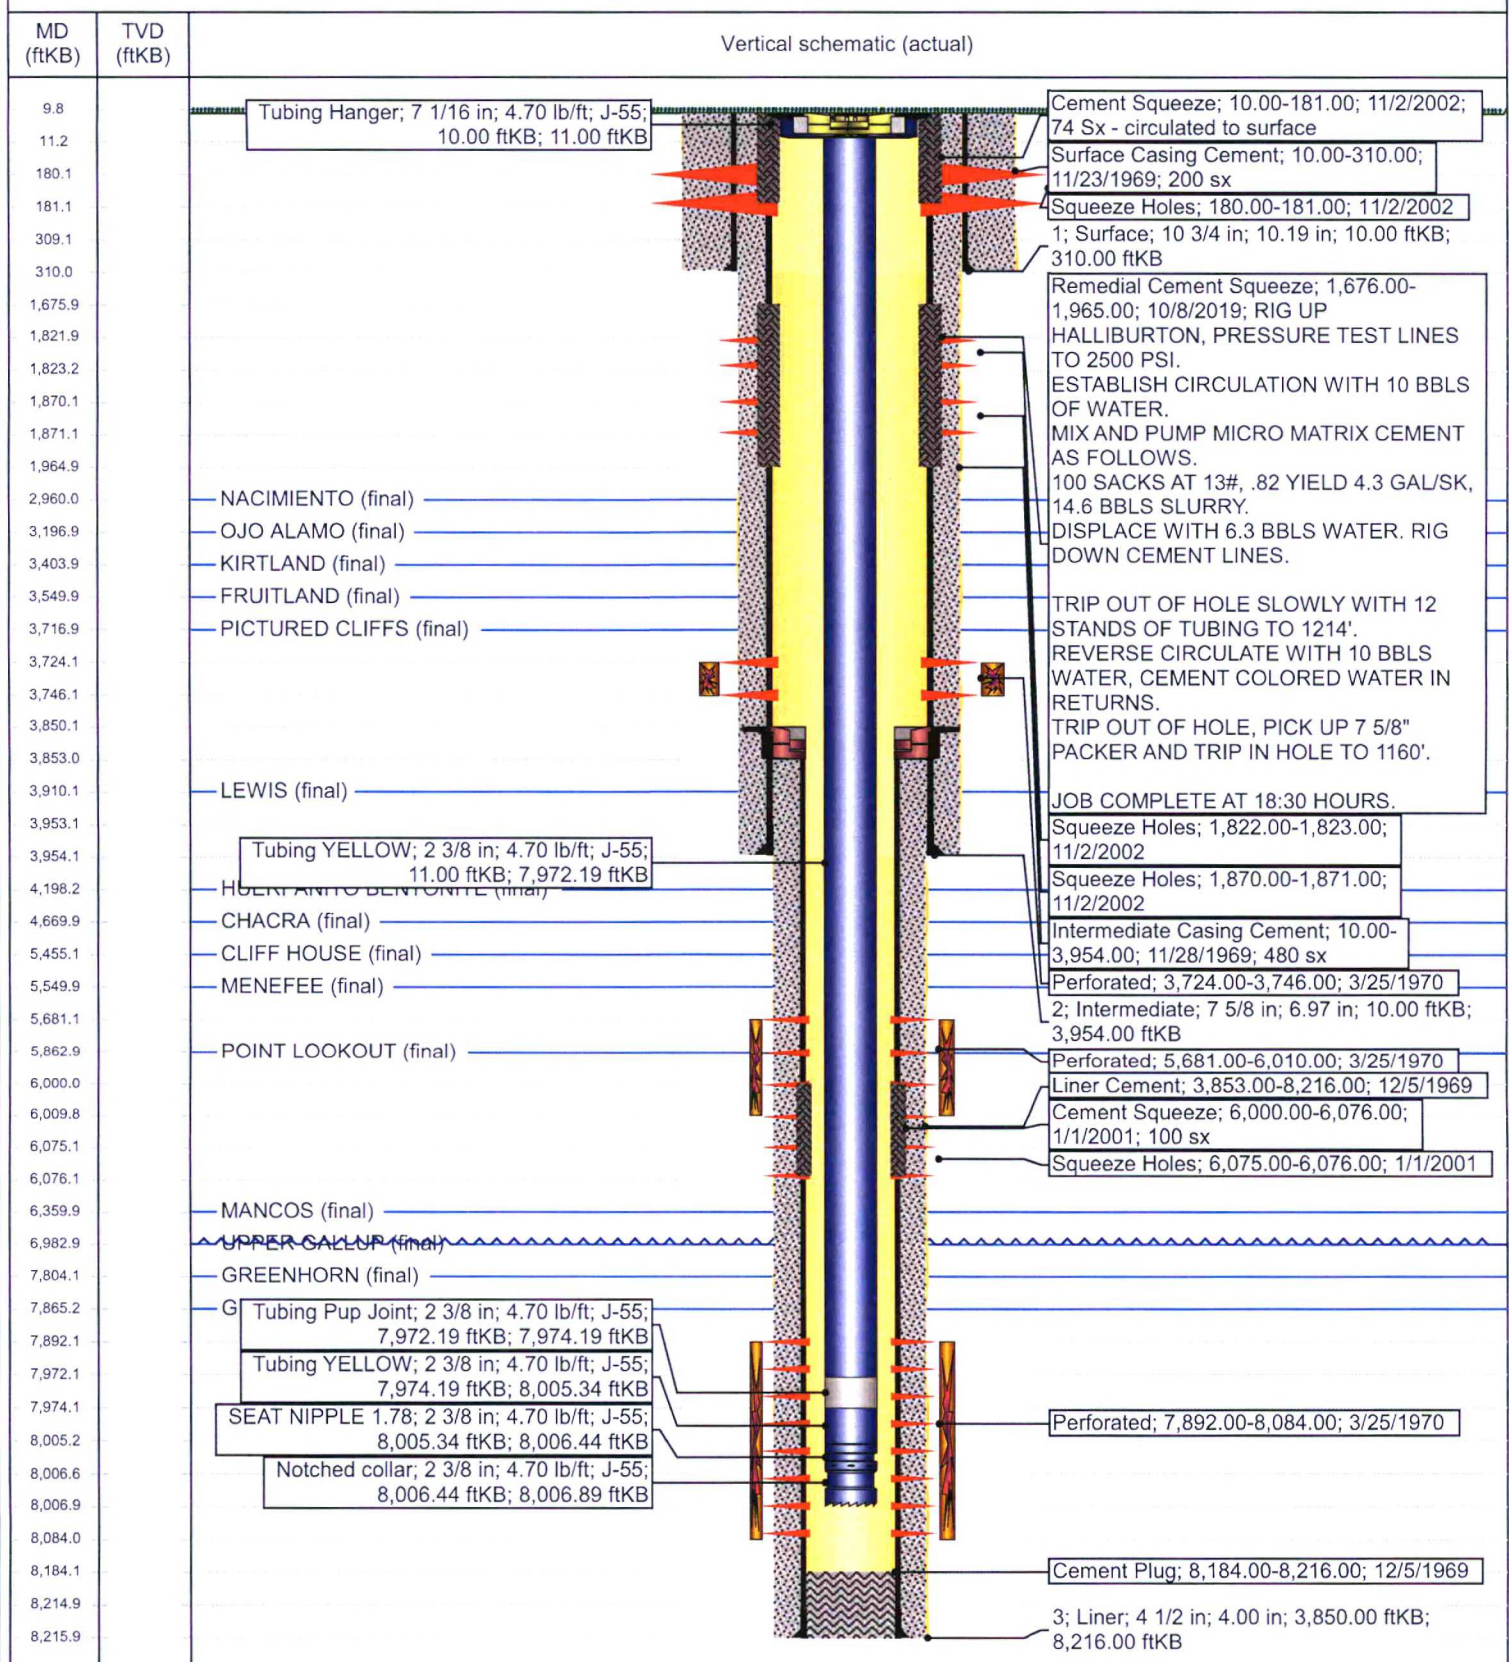 MD
(ftKB)
TVD
(ftKB)
Vertical schematic (actual)
9.8
11.2
180.1
181.1
309.1
310.0
1,675.9
1,821.9
1,823.2
1,870.1
1,871.1
1,964.9
2,960.0
3,196.9
3,403.9
3,549.9
3,716.9
3,724.1
3,746.1
3,850.1
3,853.0
3,910.1
3,953.1
3,954.1
4,198.2
4,669.9
5,455.1
5,549.9
5,681.1
5,862.9
6,000.0
6,009.8
6,075.1
6,076.1
6,359.9
6,982.9
7,804.1
7,865.2
7,892.1
7,972.1
7,974.1
8,005.2
8,006.6
8,006.9
8,084.0
8,184.1
8,214.9
8,215.9
Tubing Hanger; 7 1/16 in; 4.70 lb/ft; J-55;
10.00 ftKB; 11.00 ftKB
NACIMIENTO (final)
OJO ALAMO (final)
KIRTLAND (final)
FRUITLAND (final)
PICTURED CLIFFS (final)
LEWIS (final)
Tubing YELLOW; 2 3/8 in; 4.70 lb/ft; J-55;
11.00 ftKB; 7,972.19 ftKB
HUERFANITO BENTONITE (final)
CHACRA (final)
CLIFF HOUSE (final)
MENEFEE (final)
POINT LOOKOUT (final)
MANCOS (final)
UPPER GALLUP (final)
GREENHORN (final)
G
Tubing Pup Joint; 2 3/8 in; 4.70 lb/ft; J-55;
7,972.19 ftKB; 7,974.19 ftKB
Tubing YELLOW; 2 3/8 in; 4.70 lb/ft; J-55;
7,974.19 ftKB; 8,005.34 ftKB
SEAT NIPPLE 1.78; 2 3/8 in; 4.70 lb/ft; J-55;
8,005.34 ftKB; 8,006.44 ftKB
Notched collar; 2 3/8 in; 4.70 lb/ft; J-55;
8,006.44 ftKB; 8,006.89 ftKB
Cement Squeeze; 10.00-181.00; 11/2/2002;
74 Sx - circulated to surface
Surface Casing Cement; 10.00-310.00;
11/23/1969; 200 sx
Squeeze Holes; 180.00-181.00; 11/2/2002
1; Surface; 10 3/4 in; 10.19 in; 10.00 ftKB;
310.00 ftKB
Remedial Cement Squeeze; 1,676.00-
1,965.00; 10/8/2019; RIG UP
HALLIBURTON, PRESSURE TEST LINES
TO 2500 PSI.
ESTABLISH CIRCULATION WITH 10 BBLS
OF WATER.
MIX AND PUMP MICRO MATRIX CEMENT
AS FOLLOWS.
100 SACKS AT 13#, .82 YIELD 4.3 GAL/SK,
14.6 BBLS SLURRY.
DISPLACE WITH 6.3 BBLS WATER. RIG
DOWN CEMENT LINES.
TRIP OUT OF HOLE SLOWLY WITH 12
STANDS OF TUBING TO 1214'.
REVERSE CIRCULATE WITH 10 BBLS
WATER, CEMENT COLORED WATER IN
RETURNS.
TRIP OUT OF HOLE, PICK UP 7 5/8"
PACKER AND TRIP IN HOLE TO 1160'.
JOB COMPLETE AT 18:30 HOURS.
Squeeze Holes; 1,822.00-1,823.00;
11/2/2002
Squeeze Holes; 1,870.00-1,871.00;
11/2/2002
Intermediate Casing Cement; 10.00-
3,954.00; 11/28/1969; 480 sx
Perforated; 3,724.00-3,746.00; 3/25/1970
2; Intermediate; 7 5/8 in; 6.97 in; 10.00 ftKB;
3,954.00 ftKB
Perforated; 5,681.00-6,010.00; 3/25/1970
Liner Cement; 3,853.00-8,216.00; 12/5/1969
Cement Squeeze; 6,000.00-6,076.00;
1/1/2001; 100 sx
Squeeze Holes; 6,075.00-6,076.00; 1/1/2001
Perforated; 7,892.00-8,084.00; 3/25/1970
Cement Plug; 8,184.00-8,216.00; 12/5/1969
3; Liner; 4 1/2 in; 4.00 in; 3,850.00 ftKB;
8,216.00 ftKB